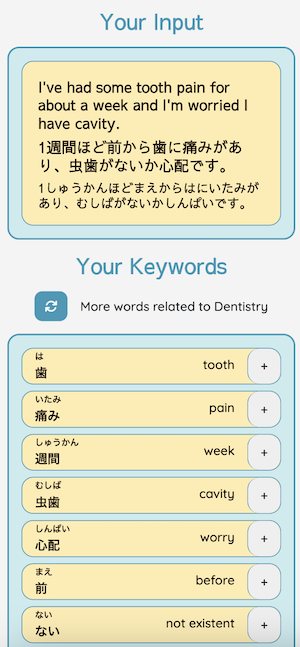 Your Input
I've had some tooth pain for
about a week and I'm worried I
have cavity.
1週間ほど前から歯に痛みがあ
り、虫歯がないか心配です。
1しゅうかんほどまえからはにいたみが
あり、むしばがないかしんぱいです。
Your Keywords
More words related to Dentistry
は
歯 tooth +
いたみ
痛み pain +
しゅうかん
週間 week +
むしば
虫歯 cavity +
しんぱい
心配 worry +
まえ
前 before +
ない
ない not existent +